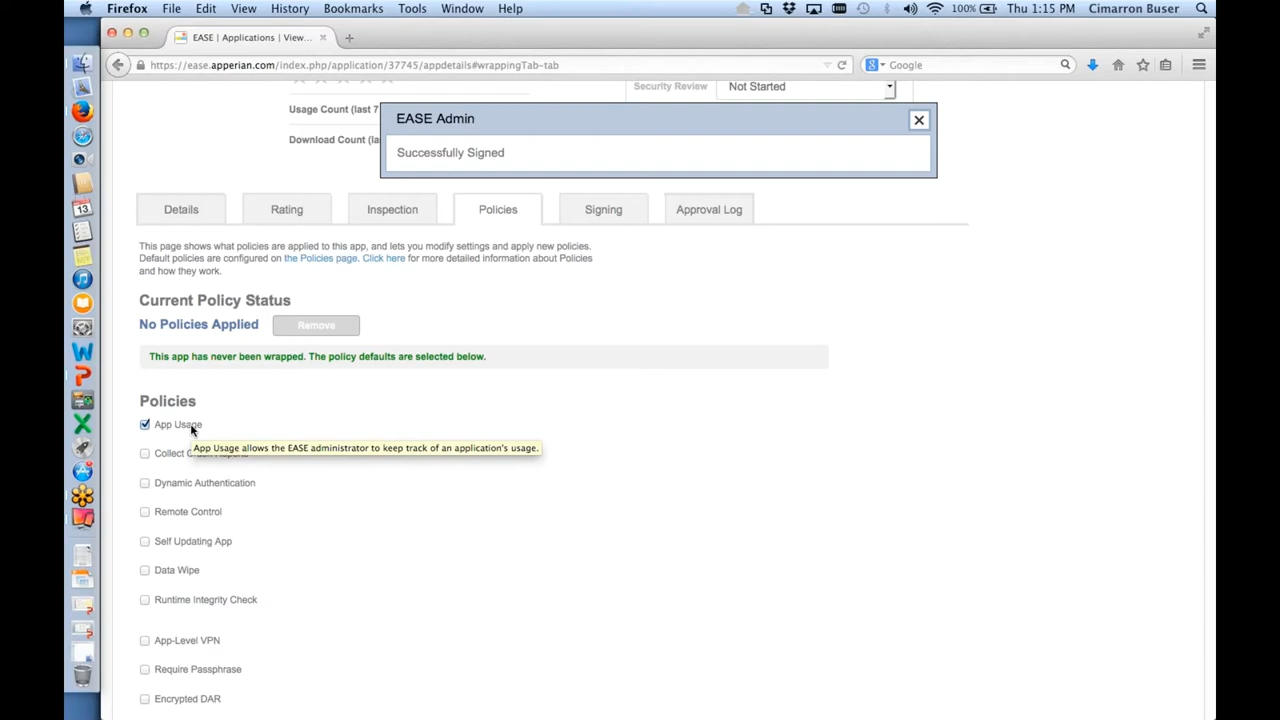 Firefox File Edit View History Bookmarks Tools Window Help 100% Thu 1:15 PM Cimarron Buser
EASE | Applications | View...
https://ease.apperian.com/index.php/application/37745/appdetails#wrappingTab-tab
Google
Security Review Not Started
Usage Count (last 7
EASE Admin
Download Count (la
Successfully Signed
Details Rating Inspection Policies Signing Approval Log
This page shows what policies are applied to this app, and lets you modify settings and apply new policies.
Default policies are configured on the Policies page. Click here for more detailed information about Policies
and how they work.
Current Policy Status
No Policies Applied Remove
This app has never been wrapped. The policy defaults are selected below.
Policies
App Usage
App Usage allows the EASE administrator to keep track of an application's usage.
Collect
Dynamic Authentication
Remote Control
Self Updating App
Data Wipe
Runtime Integrity Check
App-Level VPN
Require Passphrase
Encrypted DAR
13